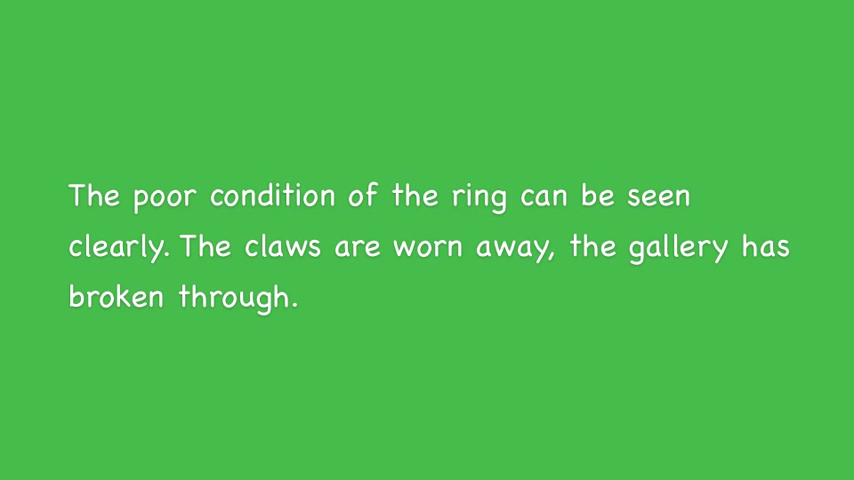 The poor condition of the ring can be seen
clearly. The claws are worn away, the gallery has
broken through.